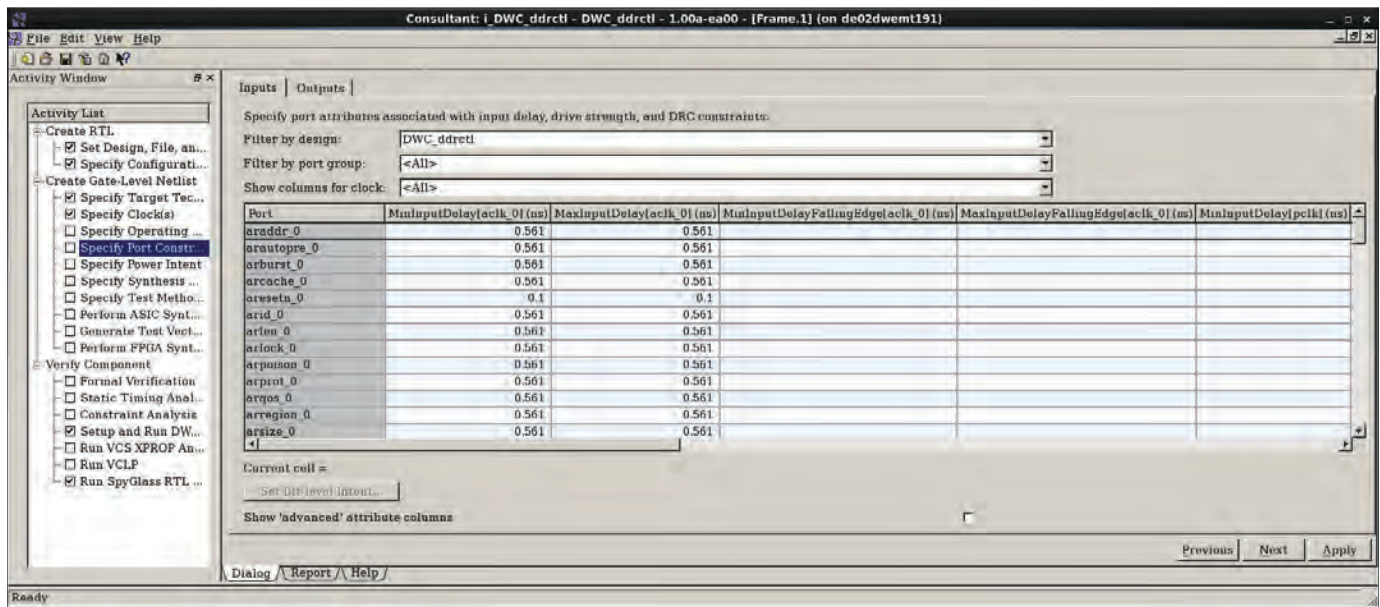 Consultant: i_DWC_ddrctl - DWC_ddrctl - 1.00a-ea00 - [Frame.1] (on de02dwemt191)
File Edit View Help
Activity Window
Activity List
Create RTL
Set Design, File, an...
Specify Configurati...
Create Gate-Level Netlist
Specify Target Tec...
Specify Clock(s)
Specify Operating ...
Specify Port Constr...
Specify Power Intent
Specify Synthesis ...
Specify Test Metho...
Perform ASIC Synt...
Generate Test Vect...
Perform FPGA Synt...
Verify Component
Formal Verification
Static Timing Anal...
Constraint Analysis
Setup and Run DW...
Run VCS XPROP An...
Run VCLP
Run SpyGlass RTL ...
Inputs Outputs
Specify port attributes associated with input delay, drive strength, and DRC constraints.
Filter by design: DWC_ddrctl
Filter by port group: <All>
Show columns for clock: <All>
Port MinInputDelay[aclk_0] (ns) MaxInputDelay[aclk_0] (ns) MinInputDelayFallingEdge[aclk_0] (ns) MaxInputDelayFallingEdge[aclk_0] (ns) MinInputDelay[pclk] (ns)
araddr_0 0.561 0.561
arautopre_0 0.561 0.561
arburst_0 0.561 0.561
arcache_0 0.561 0.561
aresetn_0 0.1 0.1
arid_0 0.561 0.561
arlen_0 0.561 0.561
arlock_0 0.561 0.561
arpoison_0 0.561 0.561
arprot_0 0.561 0.561
arqos_0 0.561 0.561
arregion_0 0.561 0.561
arsize_0 0.561 0.561
Current cell =
Set Bit-level Intent...
Show 'advanced' attribute columns
Previous Next Apply
Dialog Report Help
Ready